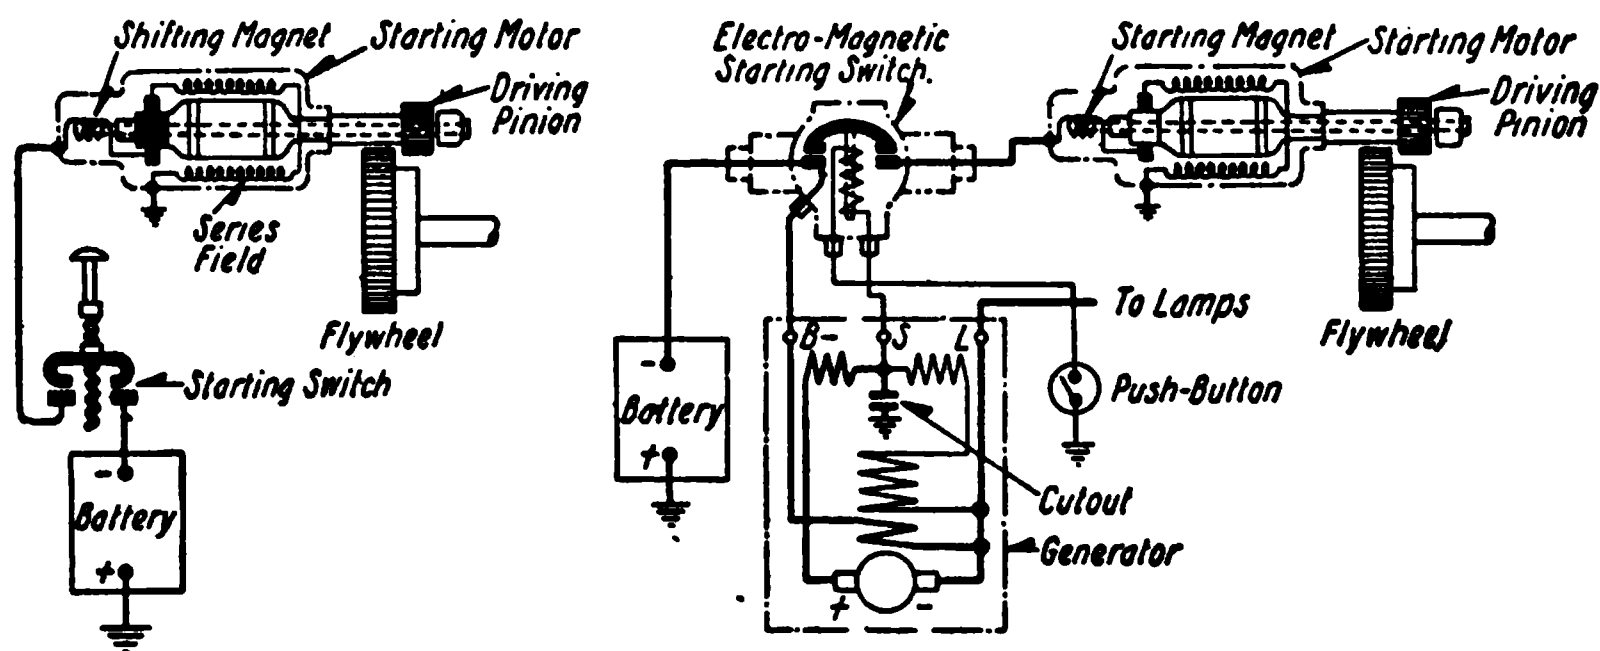 Shifting Magnet
Starting Motor
Driving
Pinion
Series
Field
Flywheel
Starting Switch
-
Battery
+
Electro-Magnetic
Starting Switch.
Starting Magnet
Starting Motor
Driving
Pinion
Flywheel
To Lamps
B- S L
-
Battery
+
Push-Button
Cutout
Generator
+ -